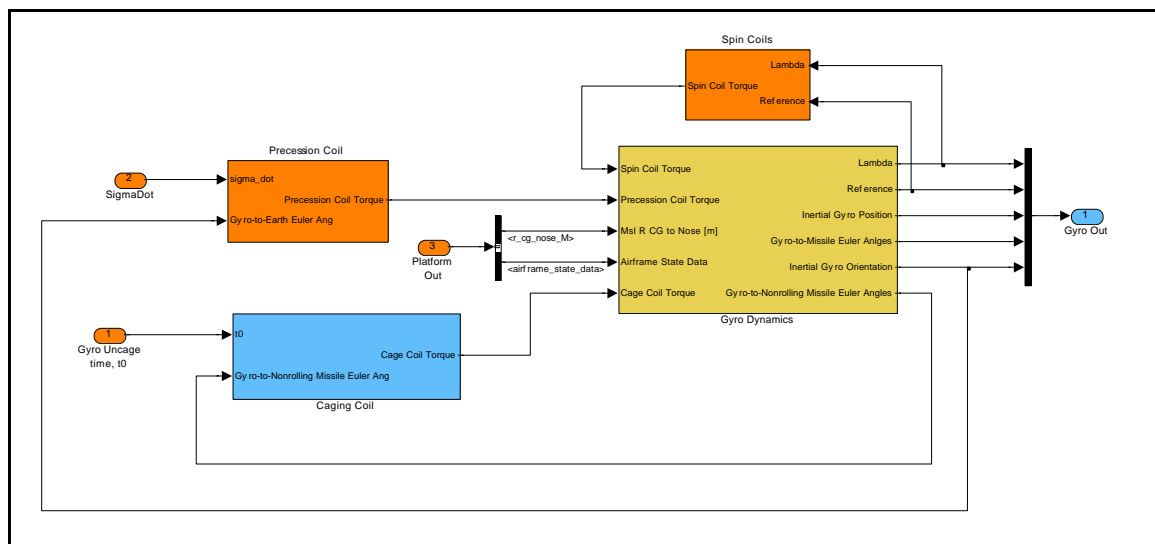 Spin Coils
Lambda
Spin Coil Torque
Reference
Precession Coil
2
SigmaDot
sigma_dot
Precession Coil Torque
Gyro-to-Earth Euler Ang
3
Platform
Out
<r_cg_nose_M>
<airframe_state_data>
Spin Coil Torque
Precession Coil Torque
Msl R CG to Nose [m]
Airframe State Data
Cage Coil Torque
Lambda
Reference
Inertial Gyro Position
Gyro-to-Missile Euler Anlges
Inertial Gyro Orientation
Gyro-to-Nonrolling Missile Euler Angles
Gyro Dynamics
1
Gyro Out
1
Gyro Uncage
time, t0
t0
Cage Coil Torque
Gyro-to-Nonrolling Missile Euler Ang
Caging Coil